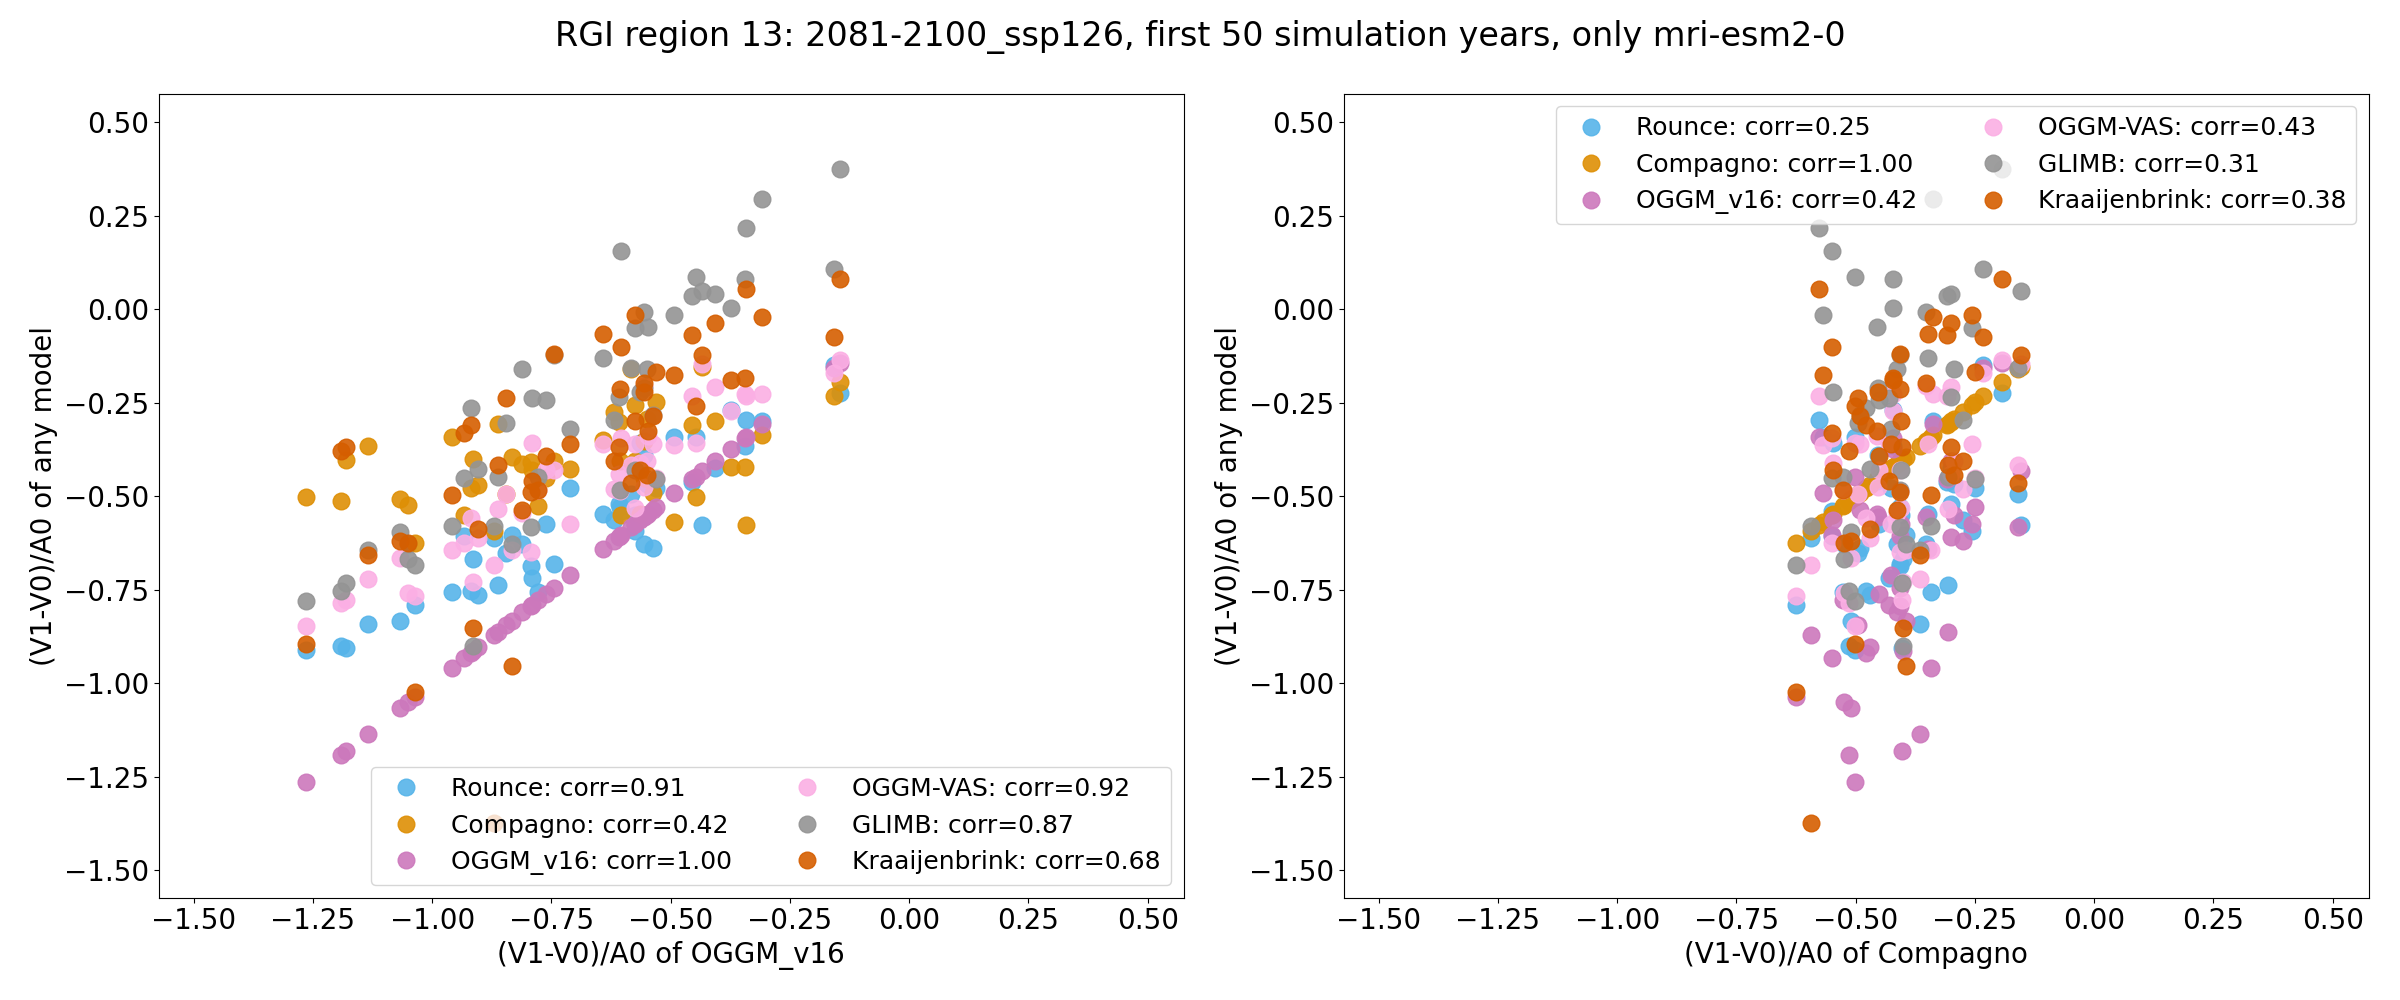 RGI region 13: 2081-2100_ssp126, first 50 simulation years, only mri-esm2-0
0.50
0.25
0.00
−0.25
−0.50
−0.75
−1.00
−1.25
−1.50
(V1-V0)/A0 of any model
Rounce: corr=0.91
Compagno: corr=0.42
OGGM_v16: corr=1.00
OGGM-VAS: corr=0.92
GLIMB: corr=0.87
Kraaijenbrink: corr=0.68
−1.50 −1.25 −1.00 −0.75 −0.50 −0.25 0.00 0.25 0.50
(V1-V0)/A0 of OGGM_v16
0.50
0.25
0.00
−0.25
−0.50
−0.75
−1.00
−1.25
−1.50
(V1-V0)/A0 of any model
Rounce: corr=0.25
Compagno: corr=1.00
OGGM_v16: corr=0.42
OGGM-VAS: corr=0.43
GLIMB: corr=0.31
Kraaijenbrink: corr=0.38
−1.50 −1.25 −1.00 −0.75 −0.50 −0.25 0.00 0.25 0.50
(V1-V0)/A0 of Compagno